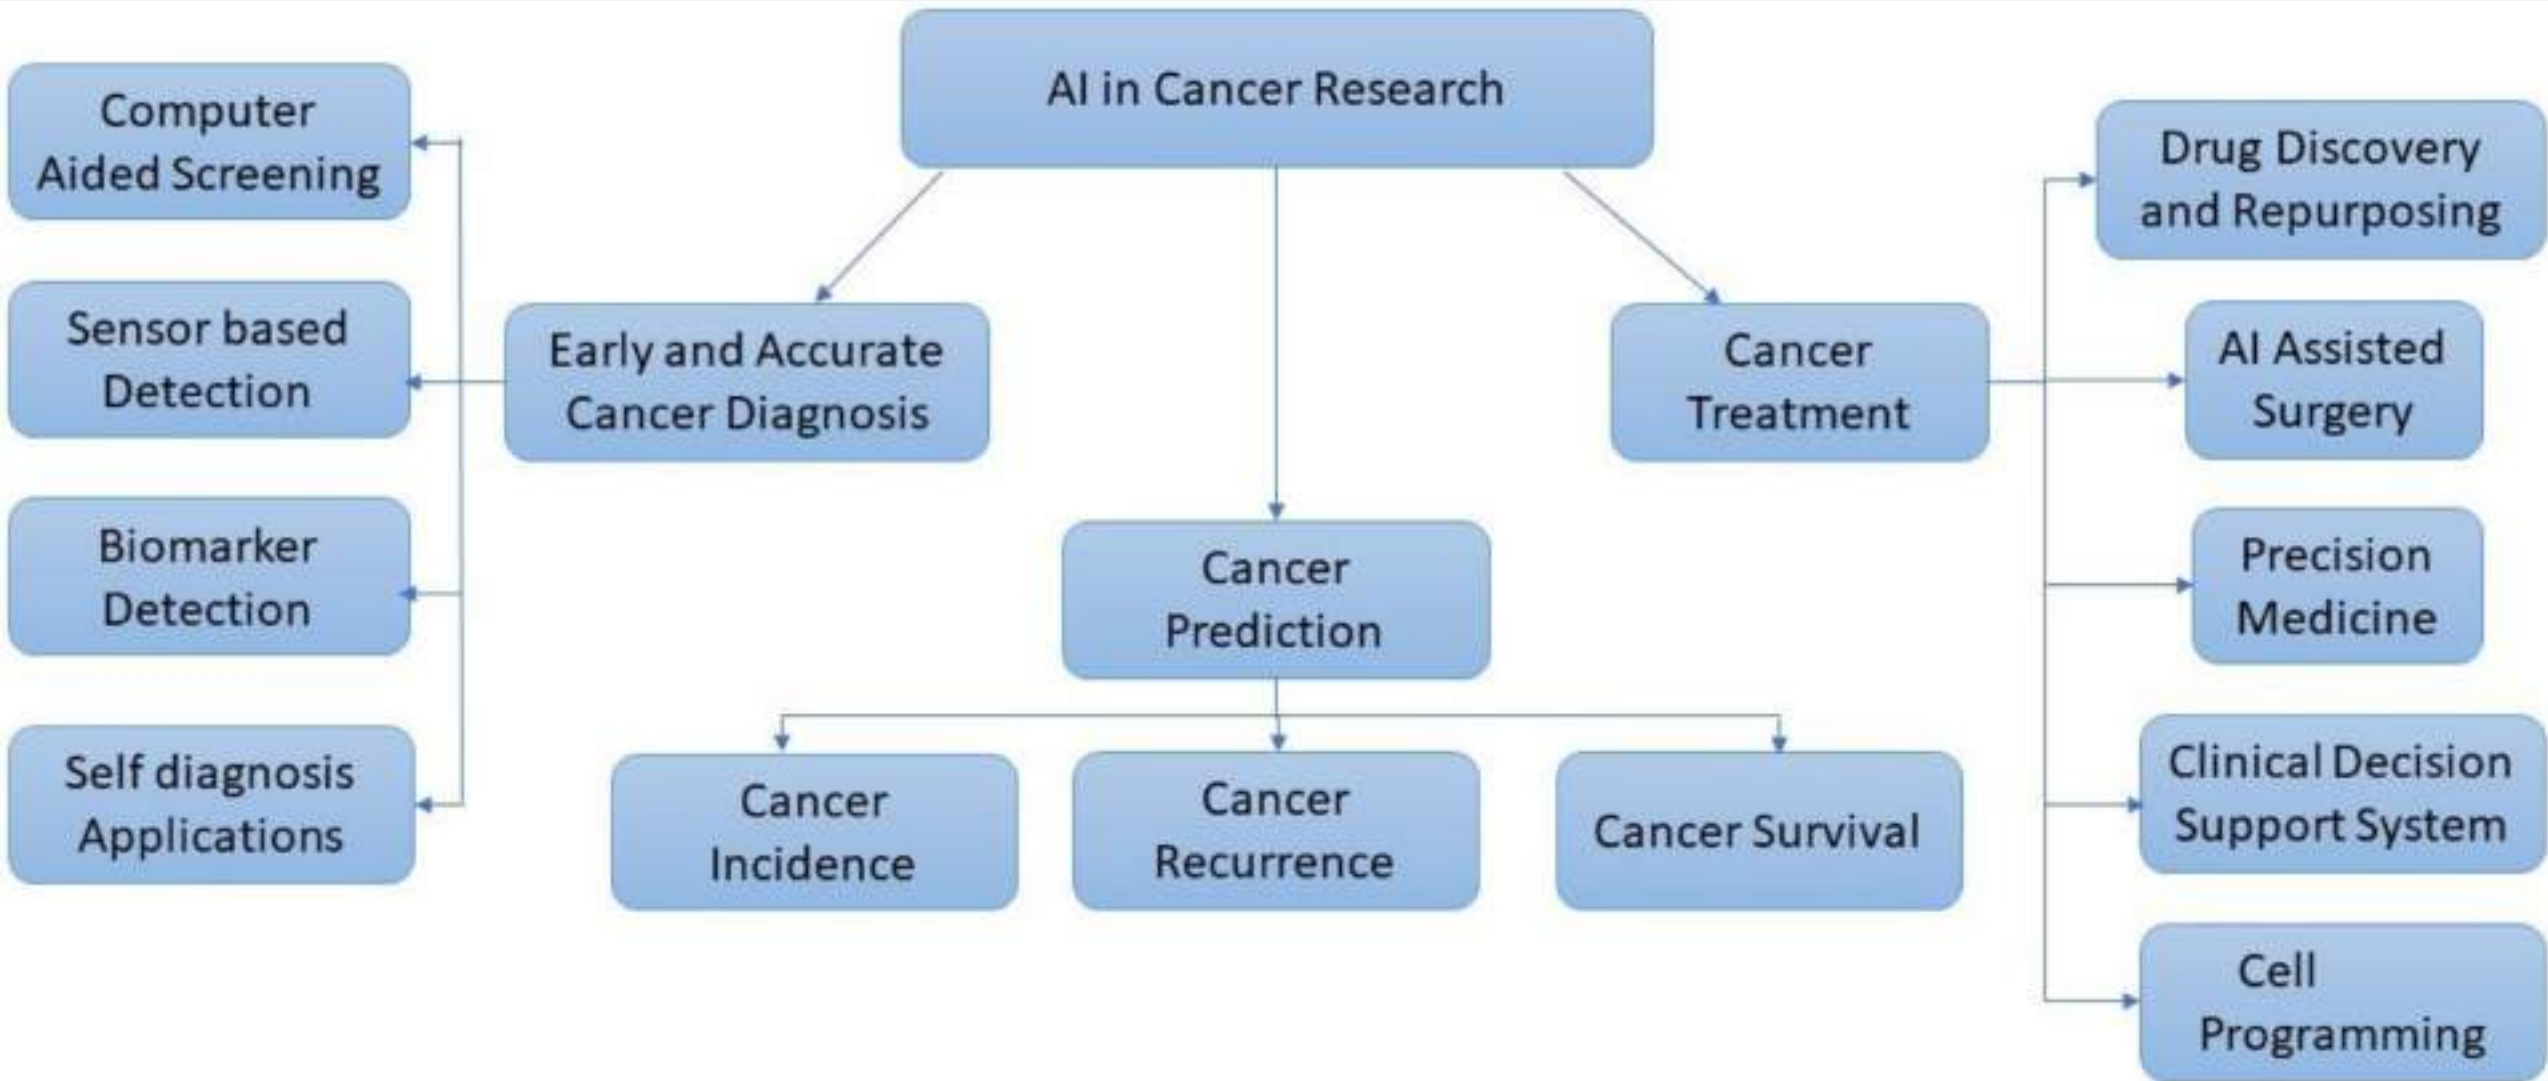 AI in Cancer Research
Computer
Aided Screening
Sensor based
Detection
Biomarker
Detection
Self diagnosis
Applications
Early and Accurate
Cancer Diagnosis
Cancer
Prediction
Cancer
Incidence
Cancer
Recurrence
Cancer Survival
Cancer
Treatment
Drug Discovery
and Repurposing
AI Assisted
Surgery
Precision
Medicine
Clinical Decision
Support System
Cell
Programming